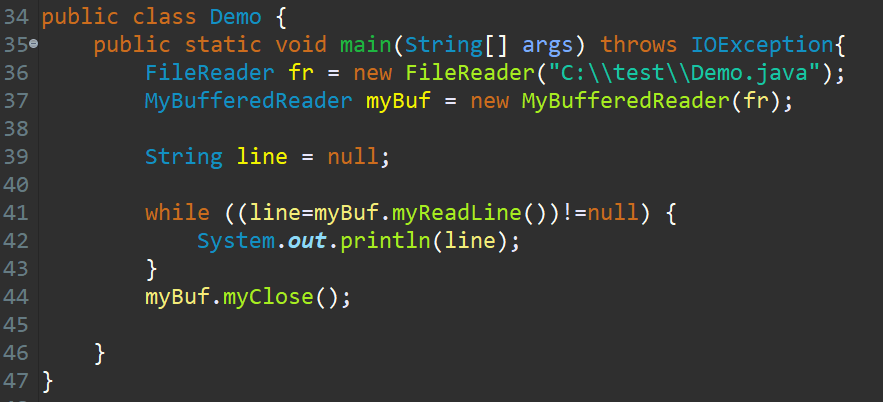 34 public class Demo {
35 public static void main(String[] args) throws IOException{
36 FileReader fr = new FileReader("C:\\test\\Demo.java");
37 MyBufferedReader myBuf = new MyBufferedReader(fr);
38
39 String line = null;
40
41 while ((line=myBuf.myReadLine())!=null) {
42 System.out.println(line);
43 }
44 myBuf.myClose();
45
46 }
47 }